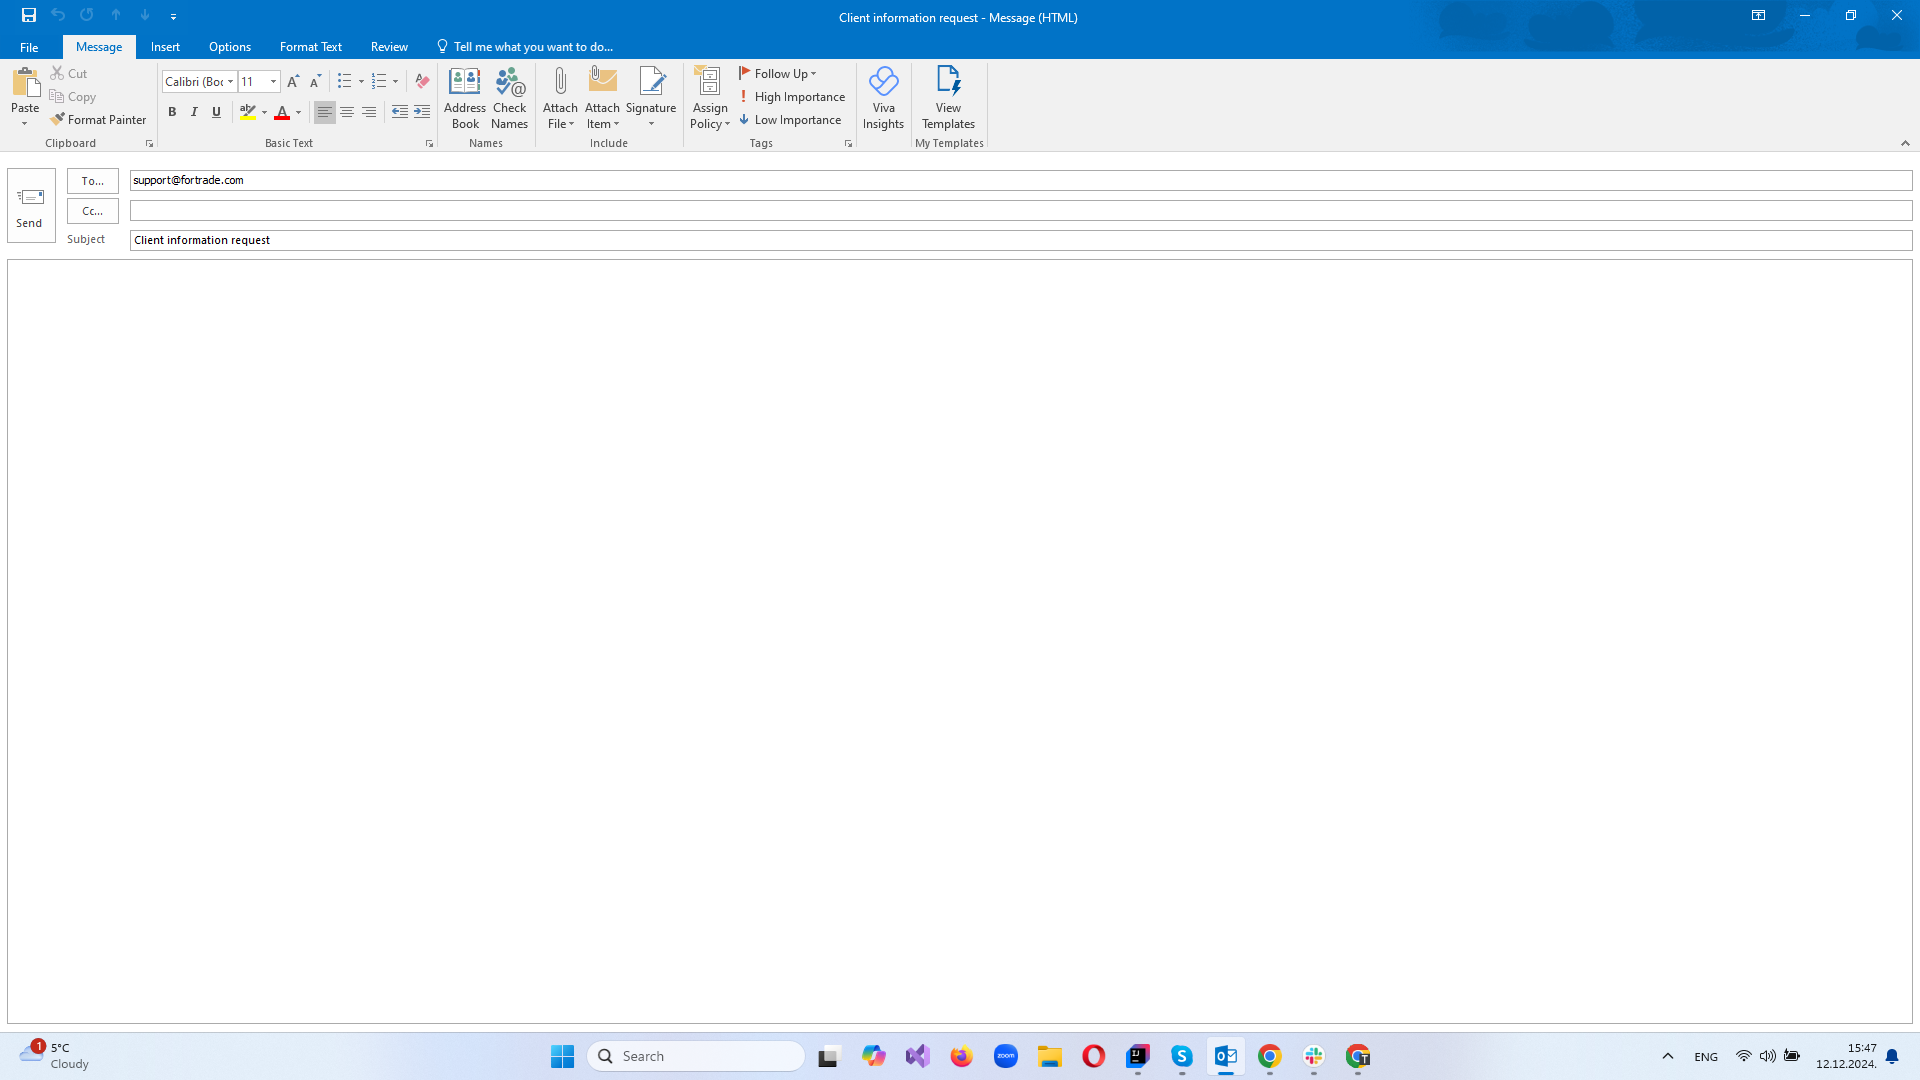 Client information request - Message (HTML)
File Message Insert Options Format Text Review Tell me what you want to do...
Paste
Cut
Copy
Format Painter
Clipboard
Calibri (Boc 11
B I U
Basic Text
Address Book
Check Names
Names
Attach File
Attach Item
Signature
Include
Assign Policy
Follow Up
High Importance
Low Importance
Tags
Viva Insights
View Templates
My Templates
Send
To... support@fortrade.com
Cc...
Subject Client information request
1
5°C
Cloudy
Search
zoom
ENG
15:47
12.12.2024.